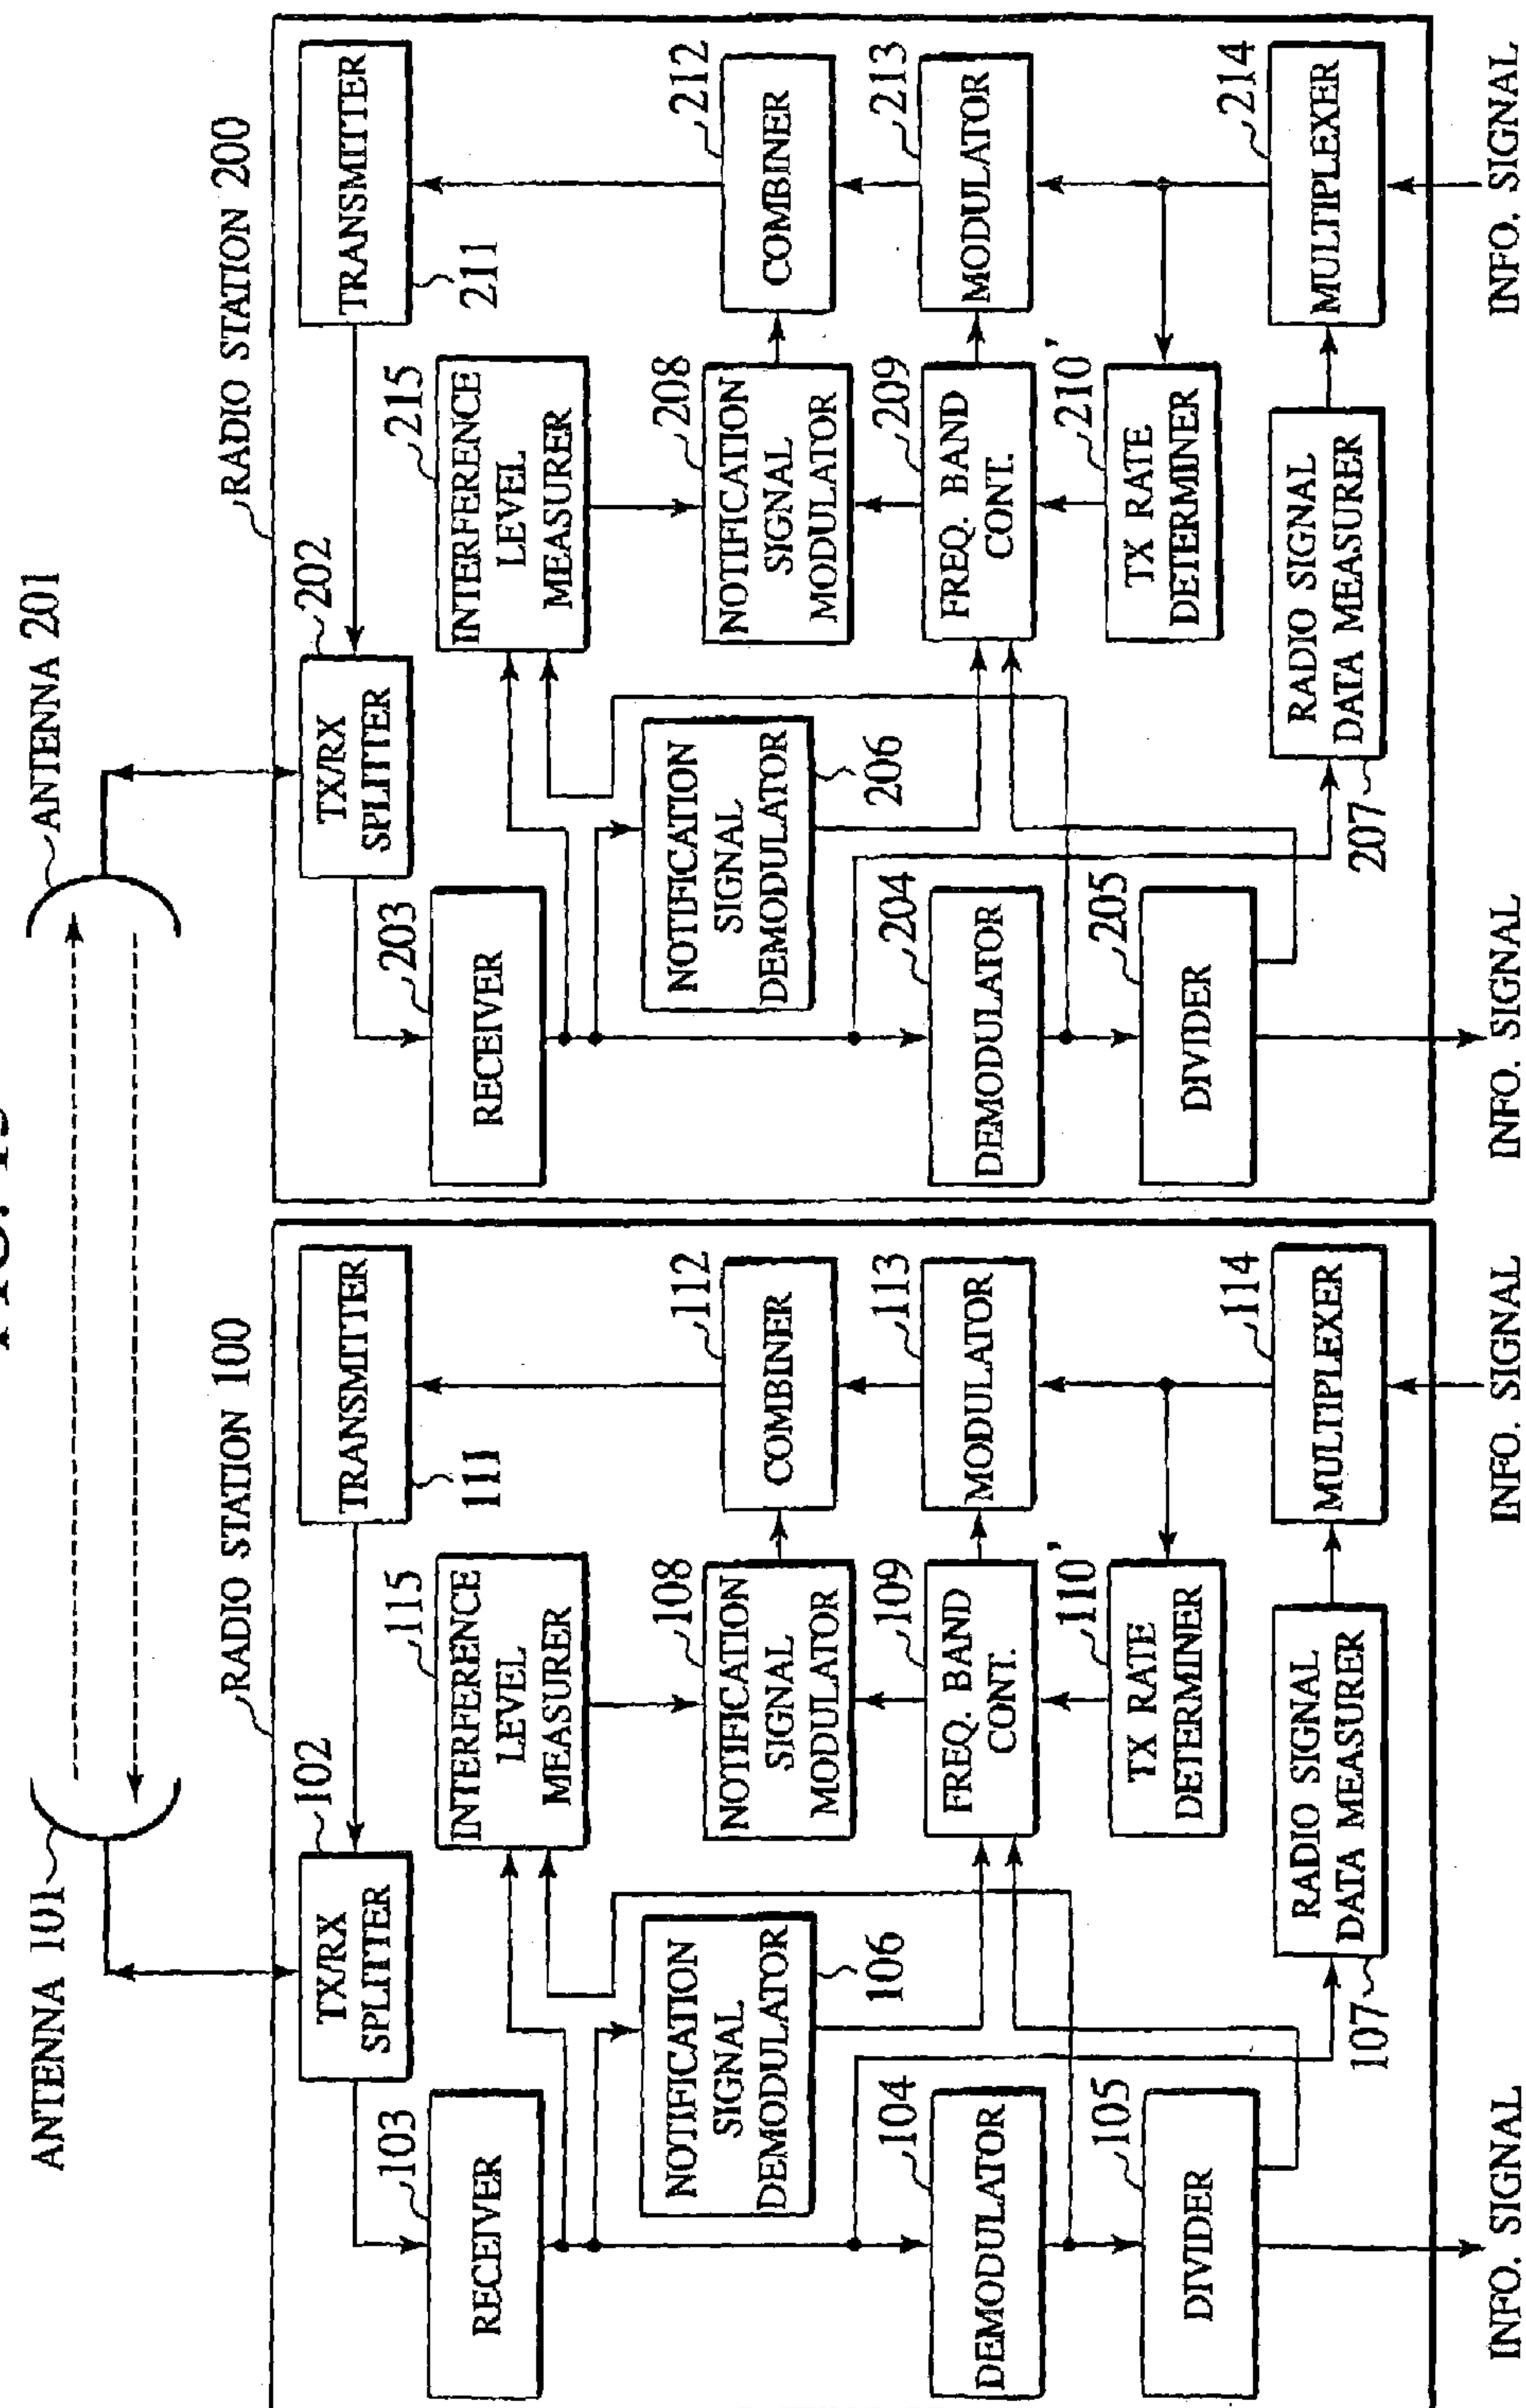 ANTENNA 101
ANTENNA 201
RADIO STATION 100
TX/RX
SPLITTER
102
TRANSMITTER
111
RECEIVER
103
INTERFERENCE
LEVEL
MEASURER
115
NOTIFICATION
SIGNAL
DEMODULATOR
106
NOTIFICATION
SIGNAL
MODULATOR
108
COMBINER
112
DEMODULATOR
104
FREQ. BAND
CONT.
109
MODULATOR
113
DIVIDER
105
TX RATE
DETERMINER
110'
RADIO SIGNAL
DATA MEASURER
107
MULTIPLEXER
114
INFO. SIGNAL
INFO. SIGNAL
RADIO STATION 200
TX/RX
SPLITTER
202
TRANSMITTER
211
RECEIVER
203
INTERFERENCE
LEVEL
MEASURER
215
NOTIFICATION
SIGNAL
DEMODULATOR
206
NOTIFICATION
SIGNAL
MODULATOR
208
COMBINER
212
DEMODULATOR
204
FREQ. BAND
CONT.
209
MODULATOR
213
DIVIDER
205
TX RATE
DETERMINER
210'
RADIO SIGNAL
DATA MEASURER
207
MULTIPLEXER
214
INFO. SIGNAL
INFO. SIGNAL